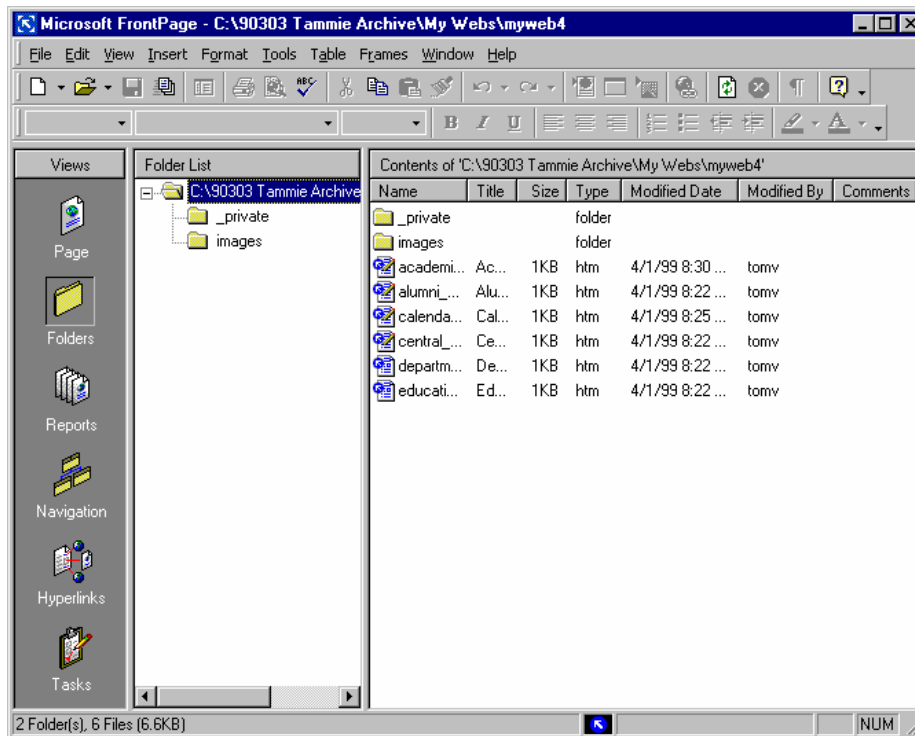 Microsoft FrontPage - C:\90303 Tammie Archive\My Webs\myweb4
File Edit View Insert Format Tools Table Frames Window Help
ABC
B I U A
Views
Page
Folders
Reports
Navigation
Hyperlinks
Tasks
Folder List
C:\90303 Tammie Archive
_private
images
Contents of 'C:\90303 Tammie Archive\My Webs\myweb4'
Name Title Size Type Modified Date Modified By Comments
_private folder
images folder
academi... Ac... 1KB htm 4/1/99 8:30 ... tomv
alumni_... Alu... 1KB htm 4/1/99 8:22 ... tomv
calenda... Cal... 1KB htm 4/1/99 8:25 ... tomv
central_... Ce... 1KB htm 4/1/99 8:22 ... tomv
departm... De... 1KB htm 4/1/99 8:22 ... tomv
educati... Ed... 1KB htm 4/1/99 8:22 ... tomv
2 Folder(s), 6 Files (6.6KB)
NUM